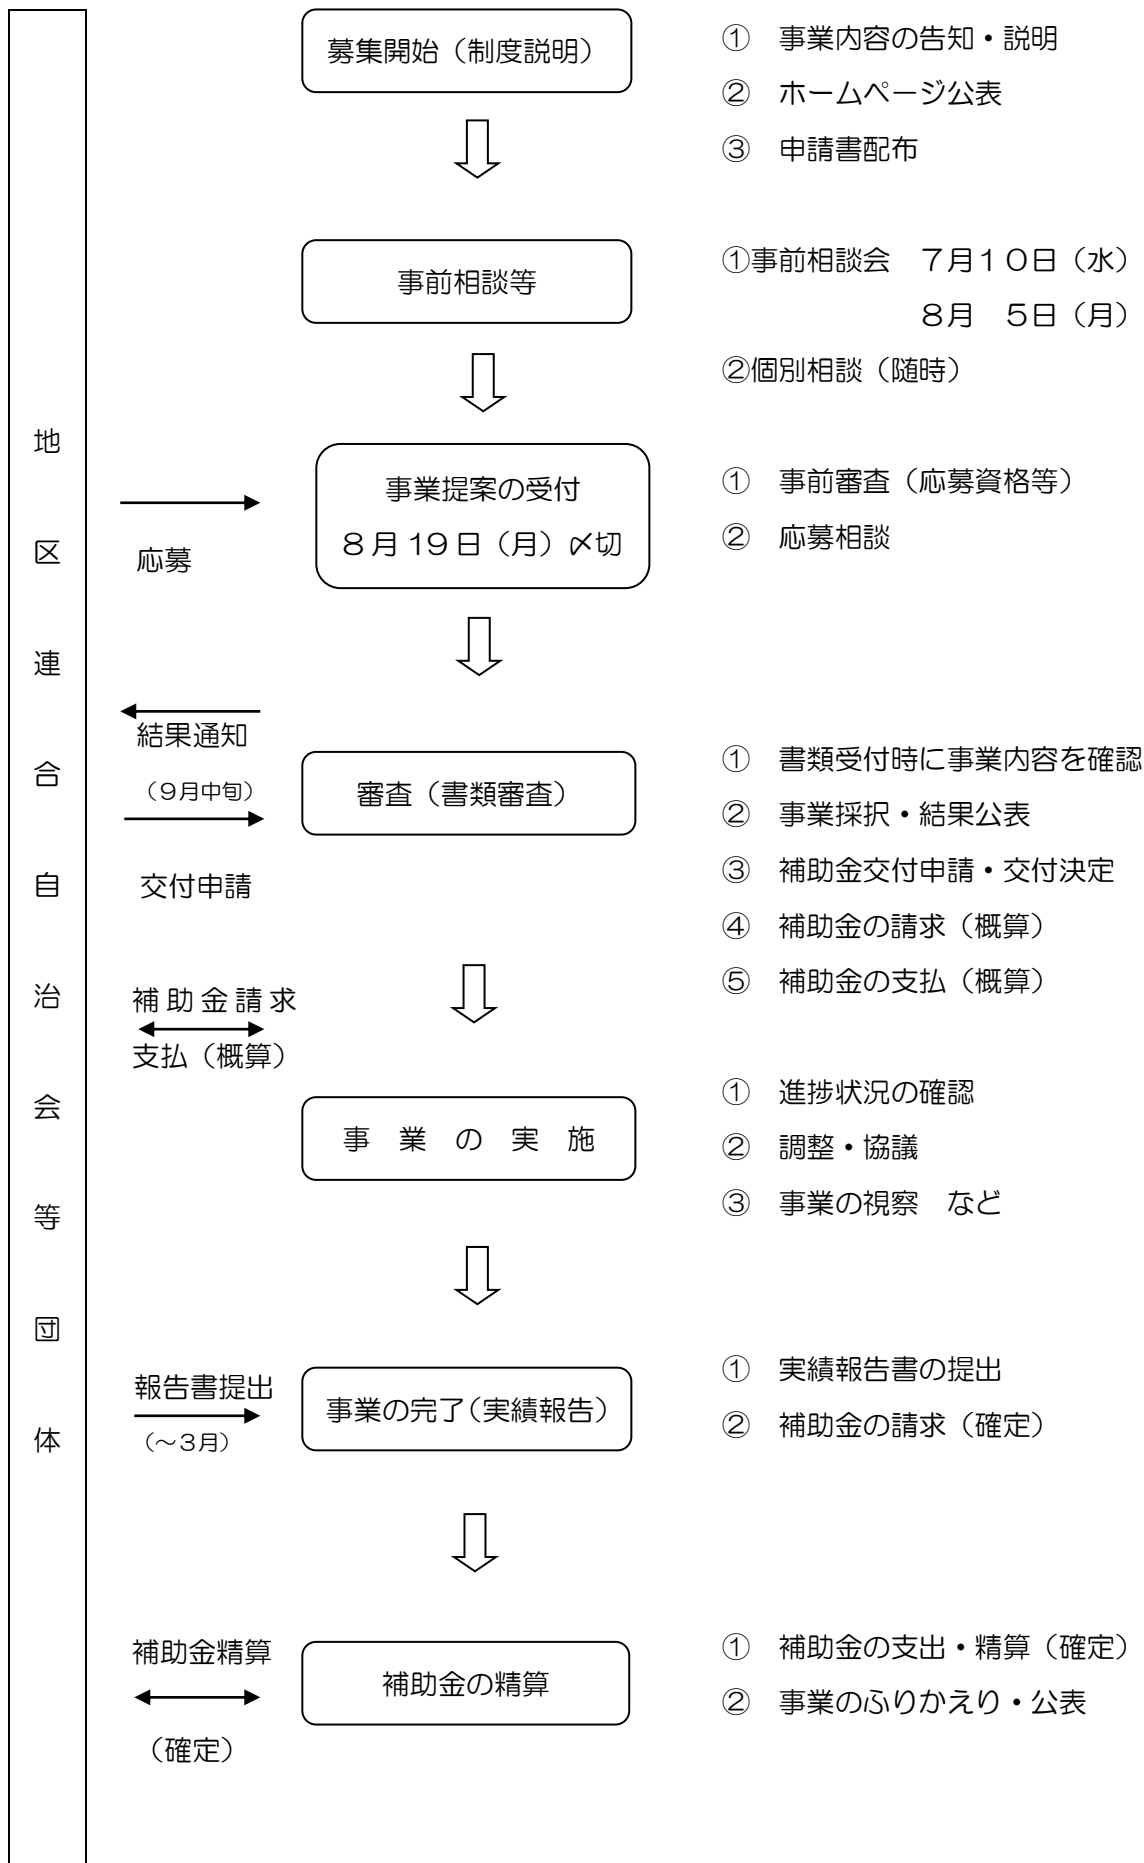 地区連合自治会等団体
募集開始（制度説明）
①　事業内容の告知・説明
②　ホームページ公表
③　申請書配布
事前相談等
①事前相談会　７月１０日（水）
８月　５日（月）
②個別相談（随時）
応募
事業提案の受付
８月19日（月）〆切
①　事前審査（応募資格等）
②　応募相談
結果通知
（９月中旬）
交付申請
審査（書類審査）
①　書類受付時に事業内容を確認
②　事業採択・結果公表
③　補助金交付申請・交付決定
④　補助金の請求（概算）
⑤　補助金の支払（概算）
補助金請求
支払（概算）
事　業　の　実　施
①　進捗状況の確認
②　調整・協議
③　事業の視察　など
報告書提出
（～３月）
事業の完了（実績報告）
①　実績報告書の提出
②　補助金の請求（確定）
補助金精算
（確定）
補助金の精算
①　補助金の支出・精算（確定）
②　事業のふりかえり・公表